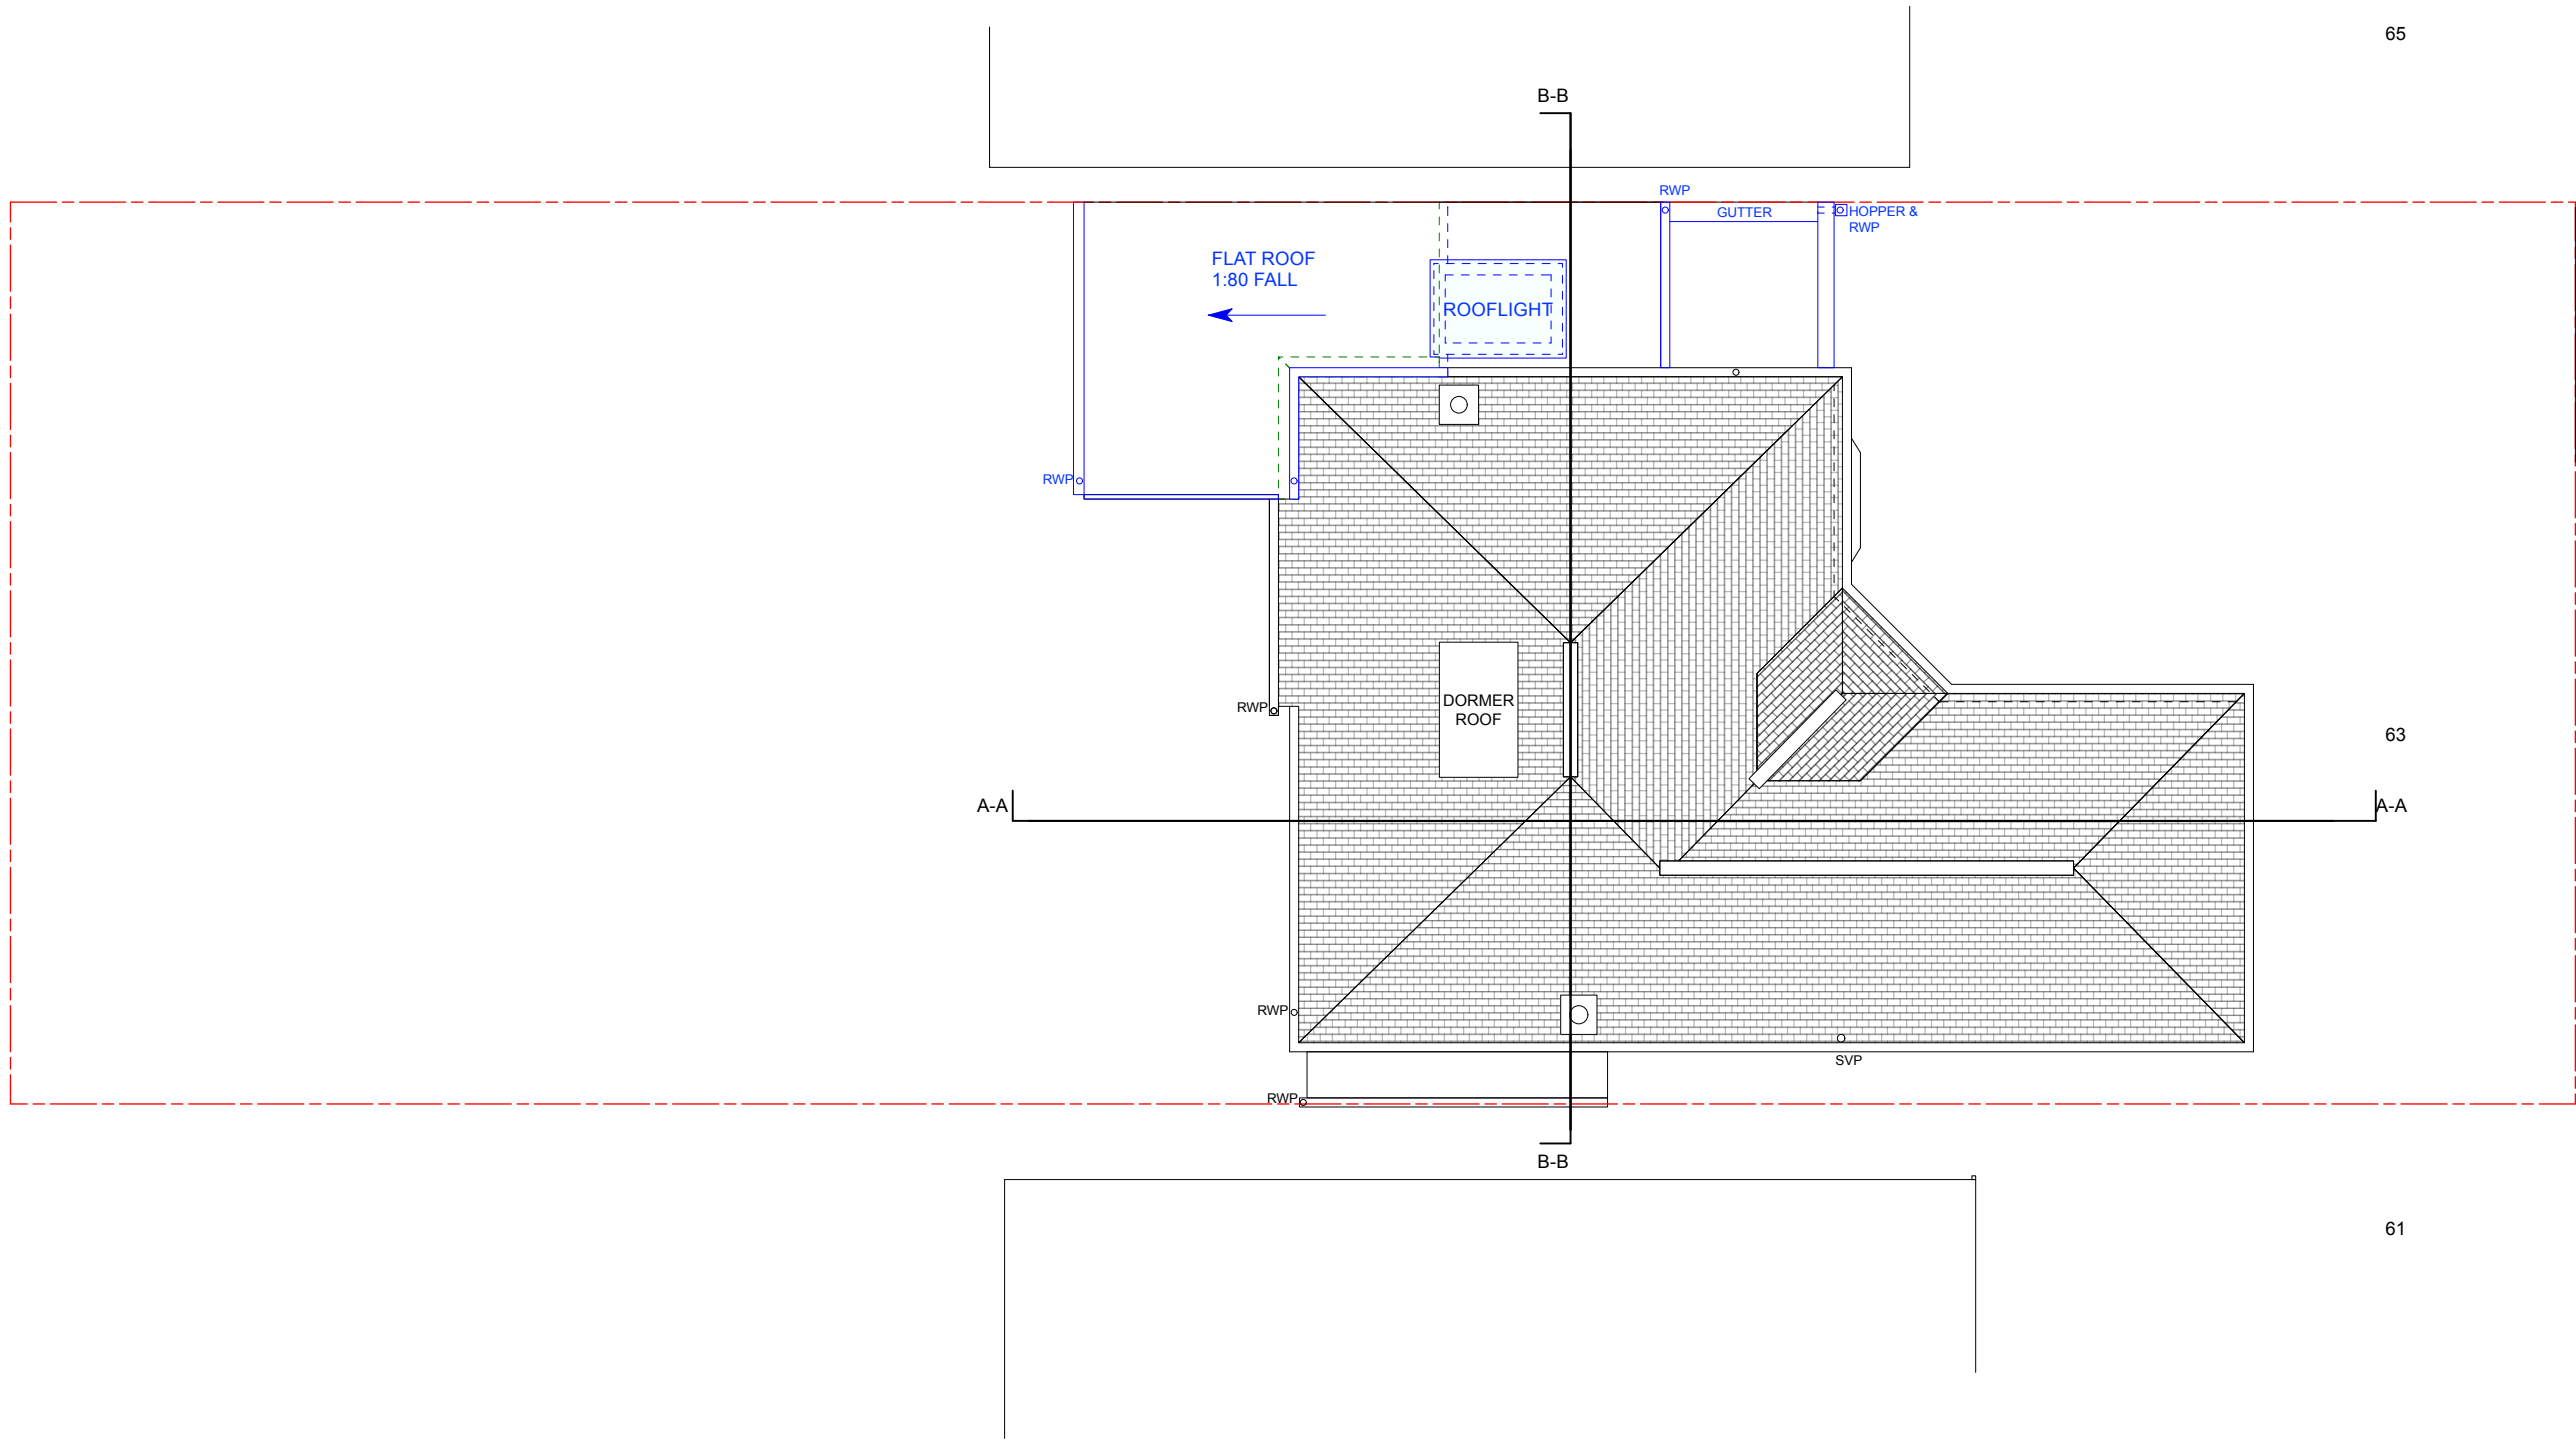 65
B-B
RWP
GUTTER
HOPPER &
RWP
FLAT ROOF
1:80 FALL
ROOFLIGHT
RWP
DORMER
ROOF
RWP
63
A-A
A-A
RWP
SVP
RWP
B-B
61